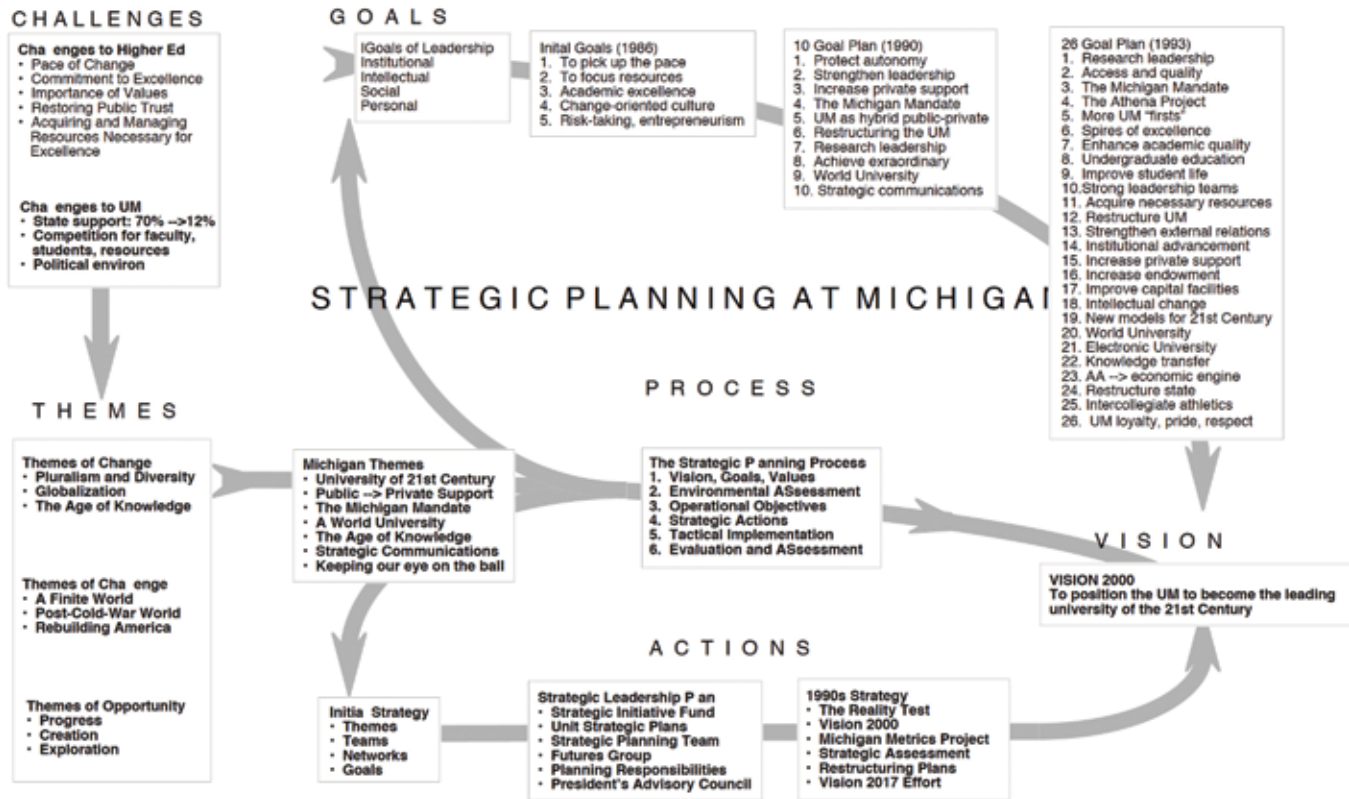 CHALLENGES
Cha enges to Higher Ed
• Pace of Change
• Commitment to Excellence
• Importance of Values
• Restoring Public Trust
• Acquiring and Managing
Resources Necessary for
Excellence
Cha enges to UM
• State support: 70% -->12%
• Competition for faculty,
students, resources
• Political environ
GOALS
IGoals of Leadership
Institutional
Intellectual
Social
Personal
Inital Goals (1986)
1. To pick up the pace
2. To focus resources
3. Academic excellence
4. Change-oriented culture
5. Risk-taking, entrepreneurism
10 Goal Plan (1990)
1. Protect autonomy
2. Strengthen leadership
3. Increase private support
4. The Michigan Mandate
5. UM as hybrid public-private
6. Restructuring the UM
7. Research leadership
8. Achieve exraordinary
9. World University
10. Strategic communications
26 Goal Plan (1993)
1. Research leadership
2. Access and quality
3. The Michigan Mandate
4. The Athena Project
5. More UM "firsts"
6. Spires of excellence
7. Enhance academic quality
8. Undergraduate education
9. Improve student life
10.Strong leadership teams
11. Acquire necessary resources
12. Restructure UM
13. Strengthen external relations
14. Institutional advancement
15. Increase private support
16. Increase endowment
17. Improve capital facilities
18. Intellectual change
19. New models for 21st Century
20. World University
21. Electronic University
22. Knowledge transfer
23. AA --> economic engine
24. Restructure state
25. Intercollegiate athletics
26. UM loyalty, pride, respect
STRATEGIC PLANNING AT MICHIGAN
THEMES
Themes of Change
• Pluralism and Diversity
• Globalization
• The Age of Knowledge
Themes of Cha enge
• A Finite World
• Post-Cold-War World
• Rebuilding America
Themes of Opportunity
• Progress
• Creation
• Exploration
Michigan Themes
• University of 21st Century
• Public --> Private Support
• The Michigan Mandate
• A World University
• The Age of Knowledge
• Strategic Communications
• Keeping our eye on the ball
PROCESS
The Strategic P anning Process
1. Vision, Goals, Values
2. Environmental ASsessment
3. Operational Objectives
4. Strategic Actions
5. Tactical Implementation
6. Evaluation and ASsessment
VISION
VISION 2000
To position the UM to become the leading
university of the 21st Century
ACTIONS
Initia Strategy
• Themes
• Teams
• Networks
• Goals
Strategic Leadership P an
• Strategic Initiative Fund
• Unit Strategic Plans
• Strategic Planning Team
• Futures Group
• Planning Responsibilities
• President's Advisory Council
1990s Strategy
• The Reality Test
• Vision 2000
• Michigan Metrics Project
• Strategic Assessment
• Restructuring Plans
• Vision 2017 Effort